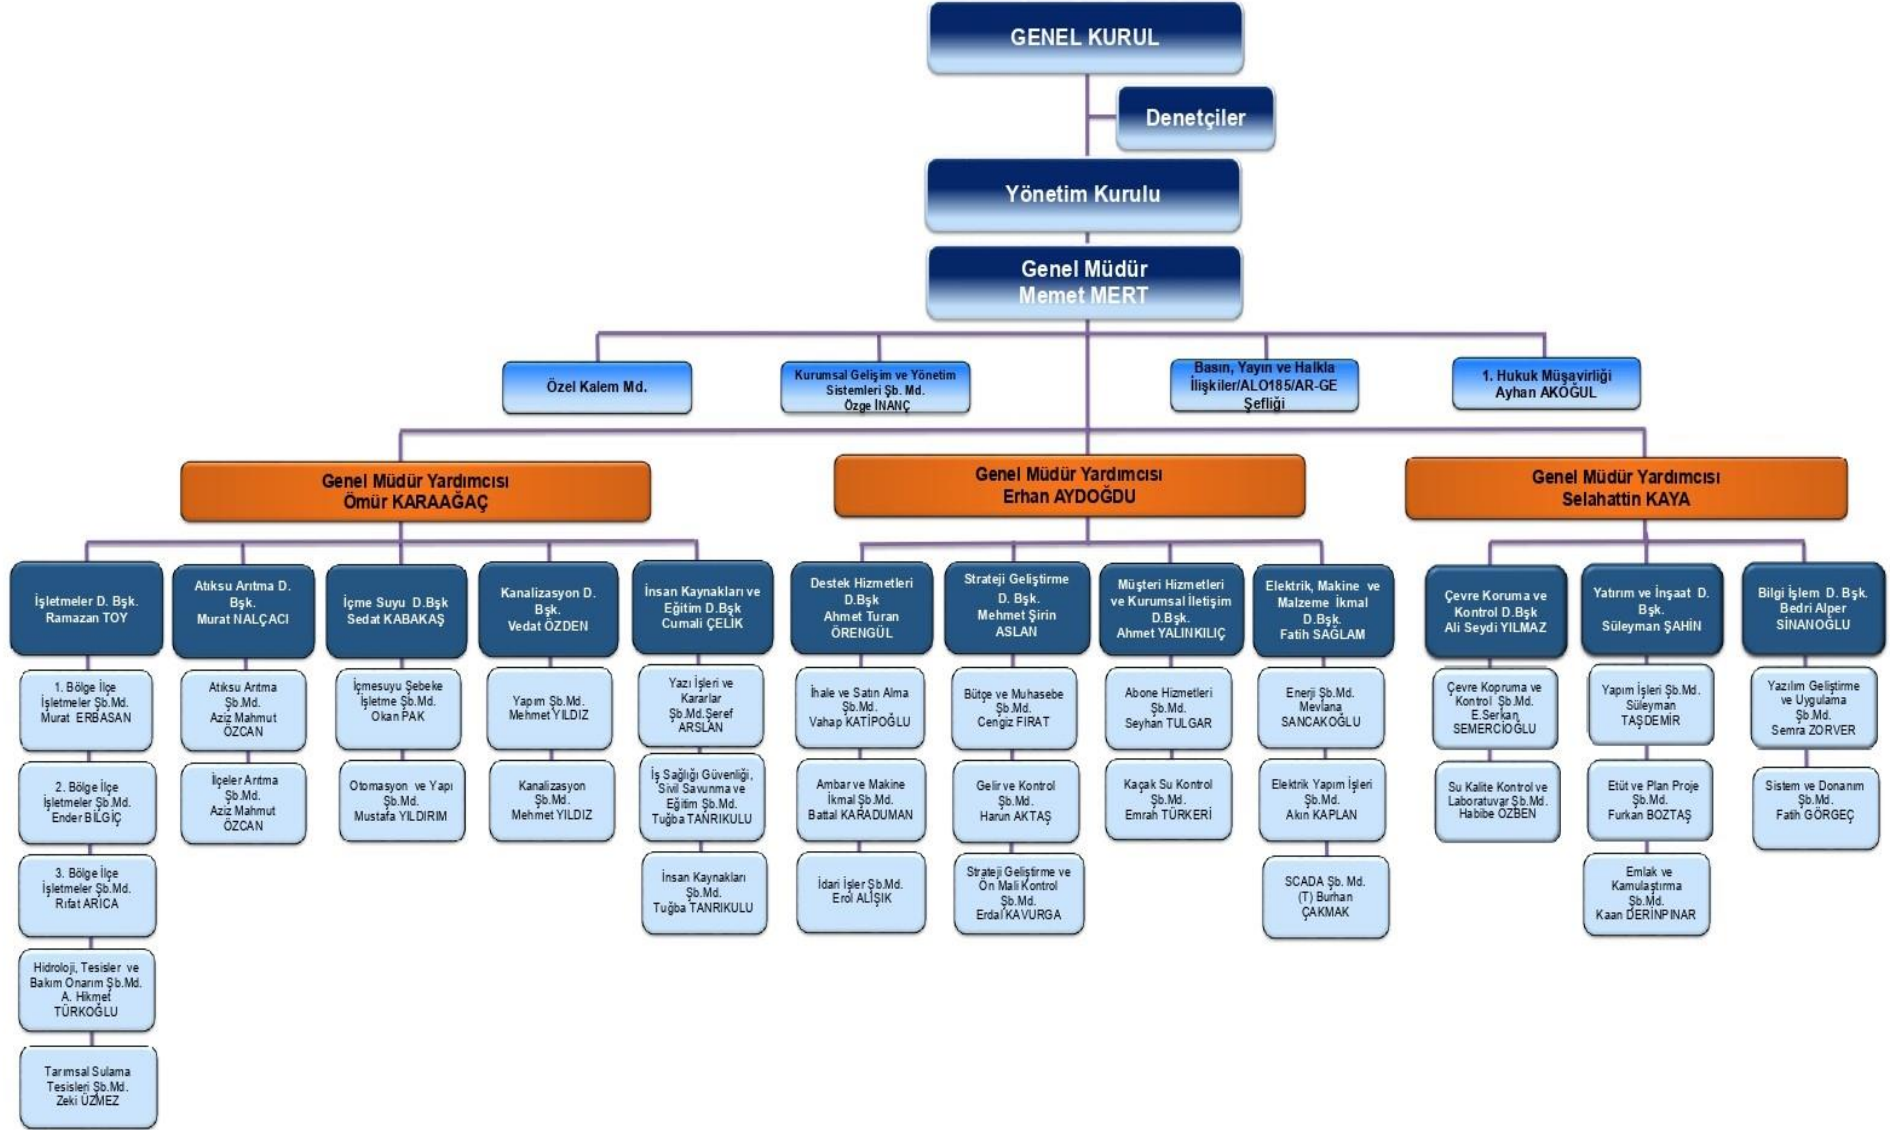 GENEL KURUL
Denetçiler
Yönetim Kurulu
Genel Müdür
Memet MERT
Özel Kalem Md.
Kurumsal Gelişim ve Yönetim
Sistemleri Şb. Md.
Özge İNANÇ
Basın, Yayın ve Halkla
İlişkiler/ALO185/AR-GE
Şefliği
1. Hukuk Müşavirliği
Ayhan AKOĞUL
Genel Müdür Yardımcısı
Ömür KARAAĞAÇ
Genel Müdür Yardımcısı
Erhan AYDOĞDU
Genel Müdür Yardımcısı
Selahattin KAYA
İşletmeler D. Bşk.
Ramazan TOY
Atıksu Arıtma D.
Bşk.
Murat NALÇACI
İçme Suyu D.Bşk
Sedat KABAKAŞ
Kanalizasyon D.
Bşk.
Vedat ÖZDEN
İnsan Kaynakları ve
Eğitim D.Bşk
Cumali ÇELİK
Destek Hizmetleri
D.Bşk
Ahmet Turan
ÖRENGÜL
Strateji Geliştirme
D. Bşk.
Mehmet Şirin
ASLAN
Müşteri Hizmetleri
ve Kurumsal İletişim
D.Bşk.
Ahmet YALINKILIÇ
Elektrik, Makine ve
Malzeme İkmal
D.Bşk.
Fatih SAĞLAM
Çevre Koruma ve
Kontrol D.Bşk
Ali Seydi YILMAZ
Yatırım ve İnşaat D.
Bşk.
Süleyman ŞAHİN
Bilgi İşlem D. Bşk.
Bedri Alper
SİNANOĞLU
1. Bölge İlçe
İşletmeler Şb.Md.
Murat ERBASAN
Atıksu Arıtma
Şb.Md.
Aziz Mahmut
ÖZCAN
İçmesuyu Şebeke
İşletme Şb.Md.
Okan PAK
Yapım Şb.Md.
Mehmet YILDIZ
Yazı İşleri ve
Kararlar
Şb.Md.Şeref
ARSLAN
İhale ve Satın Alma
Şb.Md.
Vahap KATİPOĞLU
Bütçe ve Muhasebe
Şb.Md.
Cengiz FIRAT
Abone Hizmetleri
Şb.Md.
Seyhan TULGAR
Enerji Şb.Md.
Mevlana
SANCAKOĞLU
Çevre Kopruma ve
Kontrol Şb.Md.
E.Serkan
SEMERCİOĞLU
Yapım İşleri Şb.Md.
Süleyman
TAŞDEMİR
Yazılım Geliştirme
ve Uygulama
Şb.Md.
Semra ZORVER
2. Bölge İlçe
İşletmeler Şb.Md.
Ender BİLGİÇ
İlçeler Arıtma
Şb.Md.
Aziz Mahmut
ÖZCAN
Otomasyon ve Yapı
Şb.Md.
Mustafa YILDIRIM
Kanalizasyon
Şb.Md.
Mehmet YILDIZ
İş Sağlığı Güvenliği,
Sivil Savunma ve
Eğitim Şb.Md.
Tuğba TANRIKULU
Ambar ve Makine
İkmal Şb.Md.
Battal KARADUMAN
Gelir ve Kontrol
Şb.Md.
Harun AKTAŞ
Kaçak Su Kontrol
Şb.Md.
Emrah TÜRKERİ
Elektrik Yapım İşleri
Şb.Md.
Akın KAPLAN
Su Kalite Kontrol ve
Laboratuvar Şb.Md.
Habibe ÖZBEN
Etüt ve Plan Proje
Şb.Md.
Furkan BOZTAŞ
Sistem ve Donanım
Şb.Md.
Fatih GÖRGEÇ
3. Bölge İlçe
İşletmeler Şb.Md.
Rıfat ARICA
İnsan Kaynakları
Şb.Md.
Tuğba TANRIKULU
İdari İşler Şb.Md.
Erol ALIŞIK
Strateji Geliştirme ve
Ön Mali Kontrol
Şb.Md.
Erdal KAVURGA
SCADA Şb. Md.
(T) Burhan
ÇAKMAK
Emlak ve
Kamulaştırma
Şb.Md.
Kaan DERİNPINAR
Hidroloji, Tesisler ve
Bakım Onarım Şb.Md.
A. Hikmet
TÜRKOĞLU
Tarımsal Sulama
Tesisleri Şb.Md.
Zeki ÜZMEZ